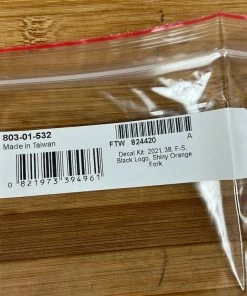 803-01-532
Made in Taiwan
FTW 824420 A
Decal Kit: 2021, 38, F-S,
Black Logo, Shiny Orange
Fork
0 821973 394961